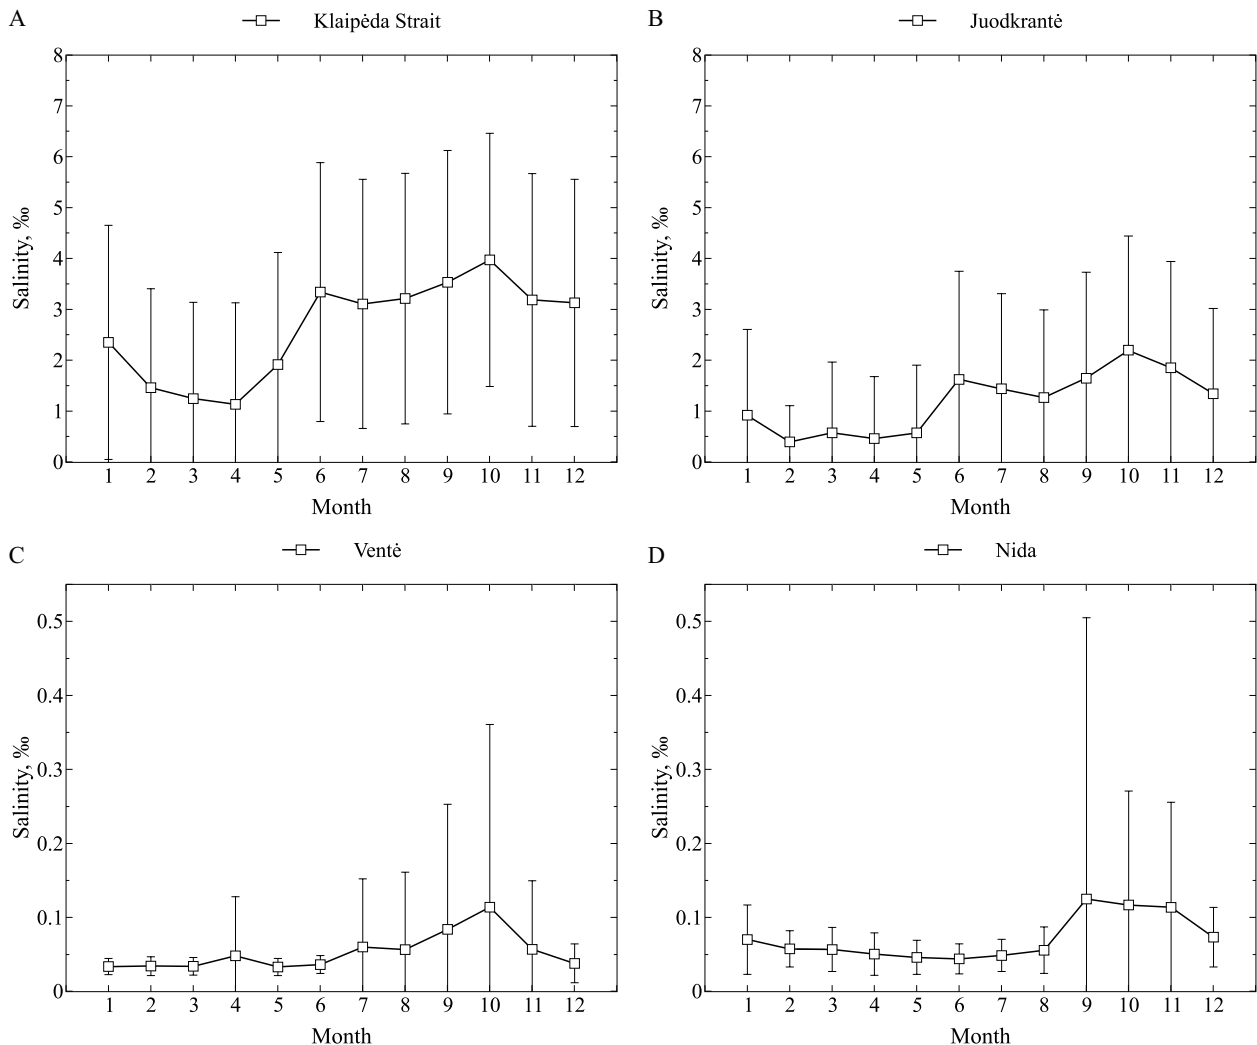 A
Klaipėda Strait
8
7
6
5
4
3
2
1
0
Salinity, ‰
1 2 3 4 5 6 7 8 9 10 11 12
Month
B
Juodkrantė
8
7
6
5
4
3
2
1
0
Salinity, ‰
1 2 3 4 5 6 7 8 9 10 11 12
Month
C
Ventė
0.5
0.4
0.3
0.2
0.1
0
Salinity, ‰
1 2 3 4 5 6 7 8 9 10 11 12
Month
D
Nida
0.5
0.4
0.3
0.2
0.1
0
Salinity, ‰
1 2 3 4 5 6 7 8 9 10 11 12
Month